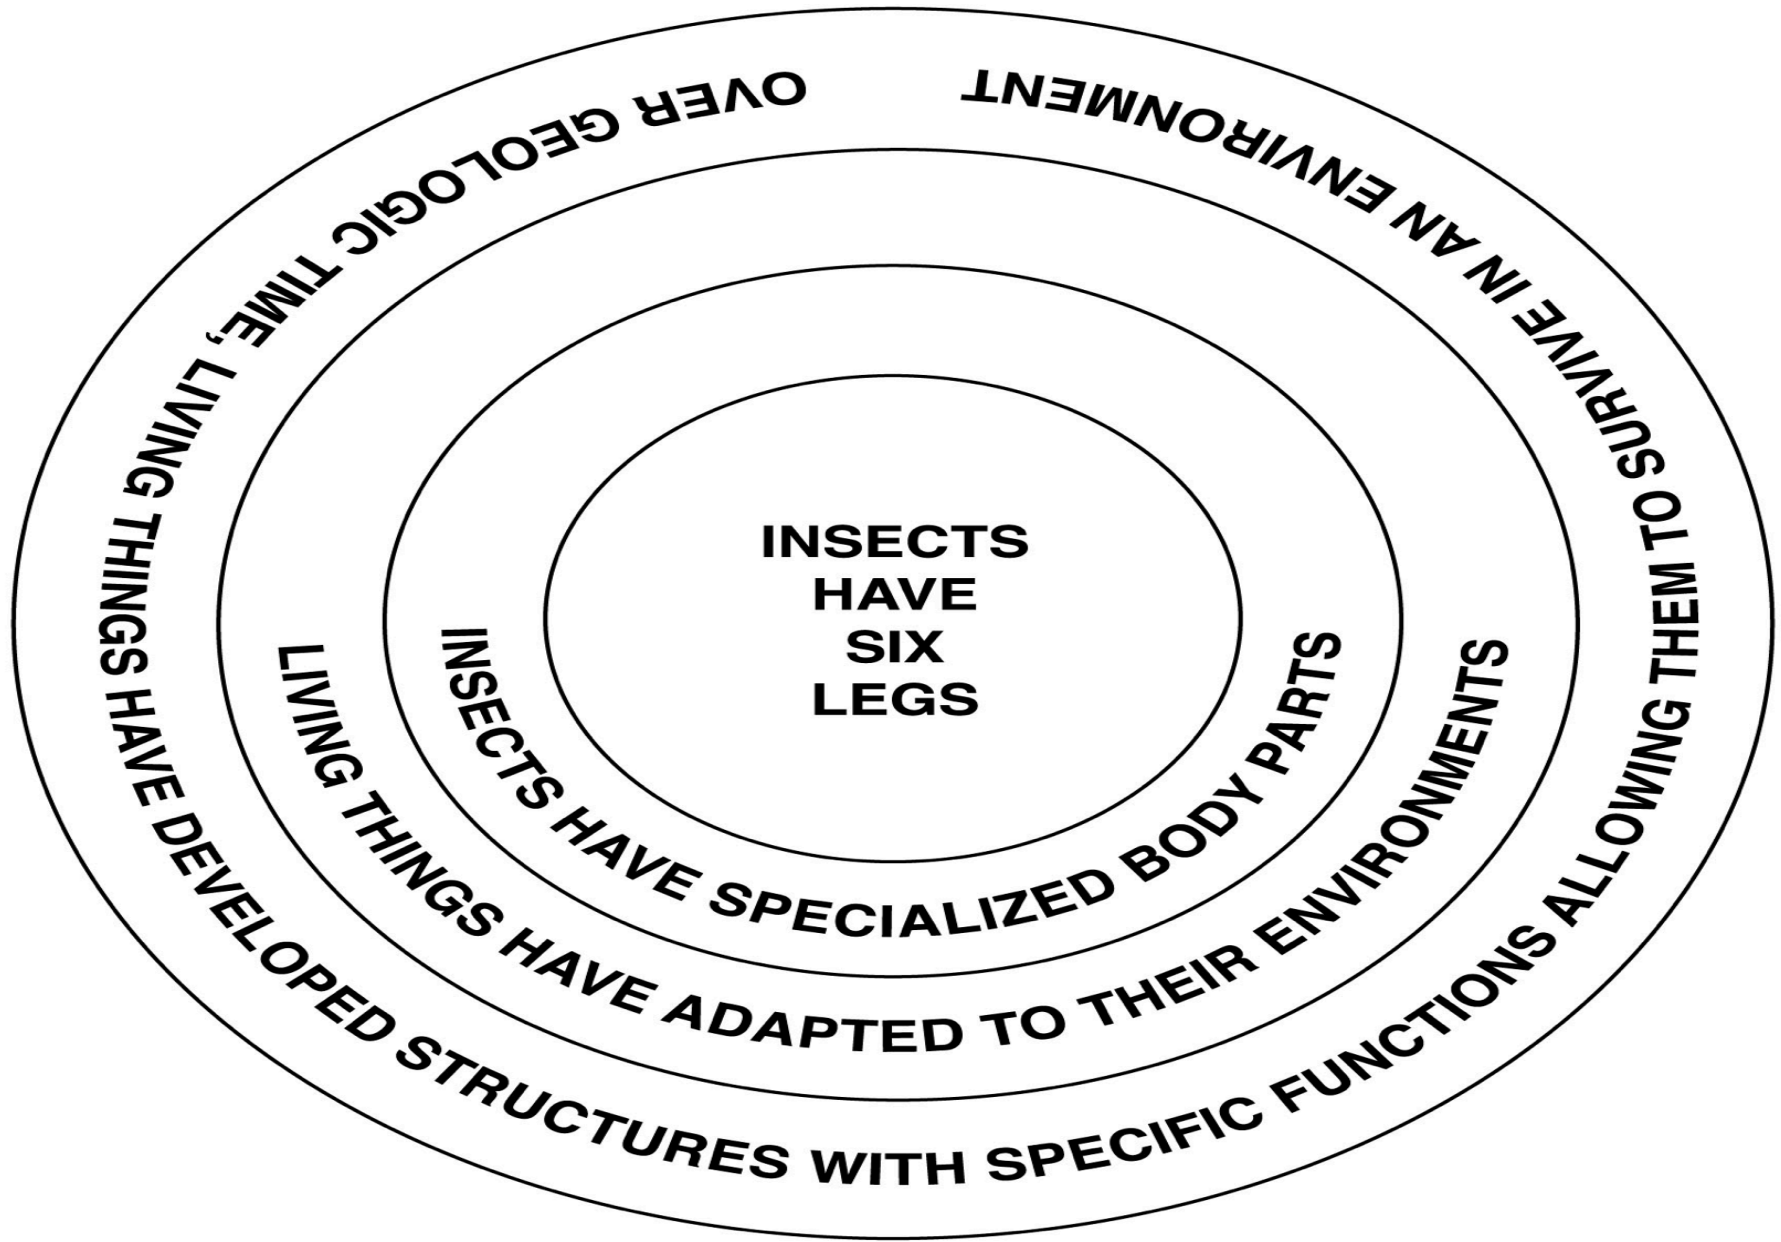 INSECTS
HAVE
SIX
LEGS
INSECTS HAVE SPECIALIZED BODY PARTS
LIVING THINGS HAVE ADAPTED TO THEIR ENVIRONMENTS
OVER GEOLOGIC TIME, LIVING THINGS HAVE DEVELOPED STRUCTURES WITH SPECIFIC FUNCTIONS ALLOWING THEM TO SURVIVE IN AN ENVIRONMENT